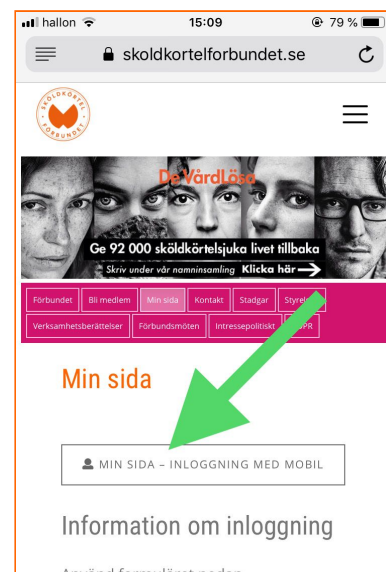 hallon 15:09 79 %
skoldkortelforbundet.se
SKÖLDKÖRTEL
FÖRBUNDET
De VårdLösa
Ge 92 000 sköldkörtelsjuka livet tillbaka
Skriv under vår namninsamling Klicka här
Förbundet Bli medlem Min sida Kontakt Stadgar
Verksamhetsberättelser Förbundsmöten Intressepolitiskt
Min sida
MIN SIDA – INLOGGNING MED MOBIL
Information om inloggning